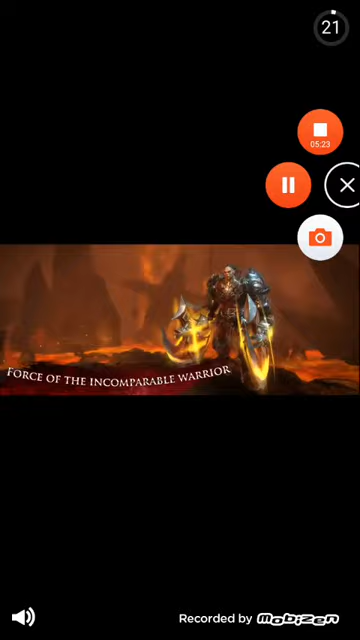 21
05:23
FORCE OF THE INCOMPARABLE WARRIOR
Recorded by Mobizen